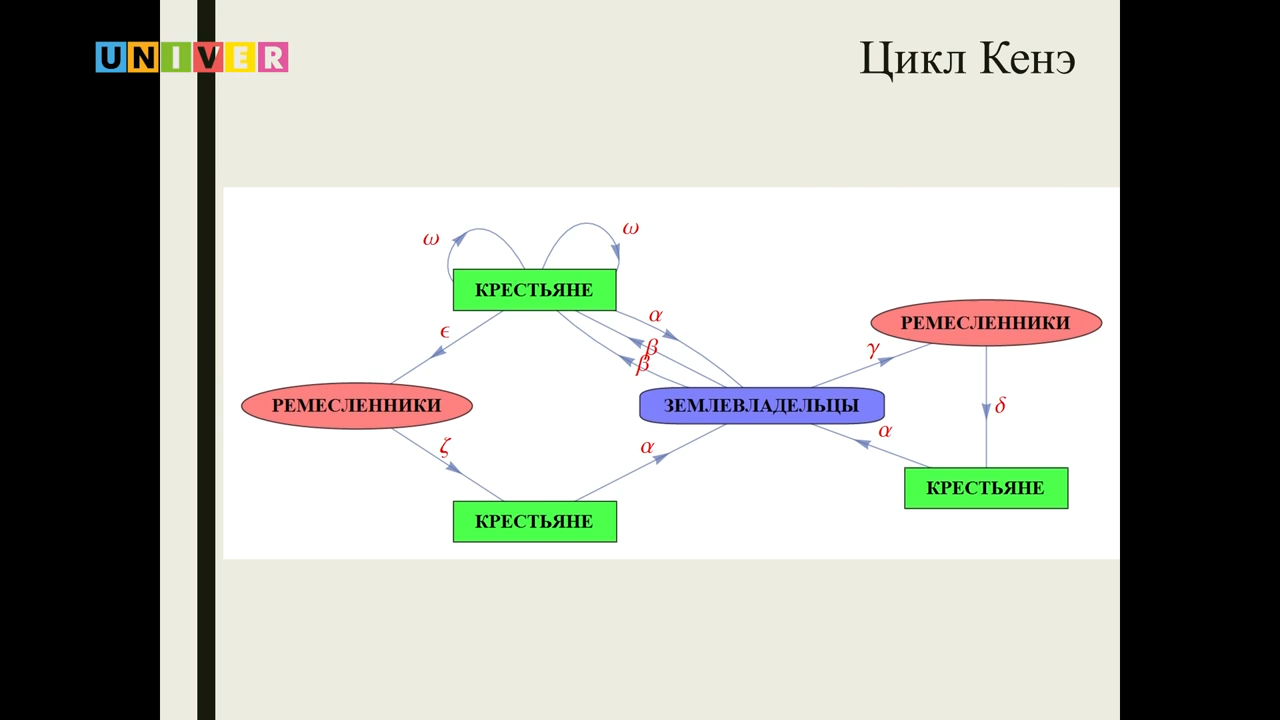 UNIVER
Цикл Кенэ
ω
ω
КРЕСТЬЯНЕ
ϵ
α
β
β
γ
РЕМЕСЛЕННИКИ
РЕМЕСЛЕННИКИ
ЗЕМЛЕВЛАДЕЛЬЦЫ
δ
ζ
α
α
КРЕСТЬЯНЕ
КРЕСТЬЯНЕ